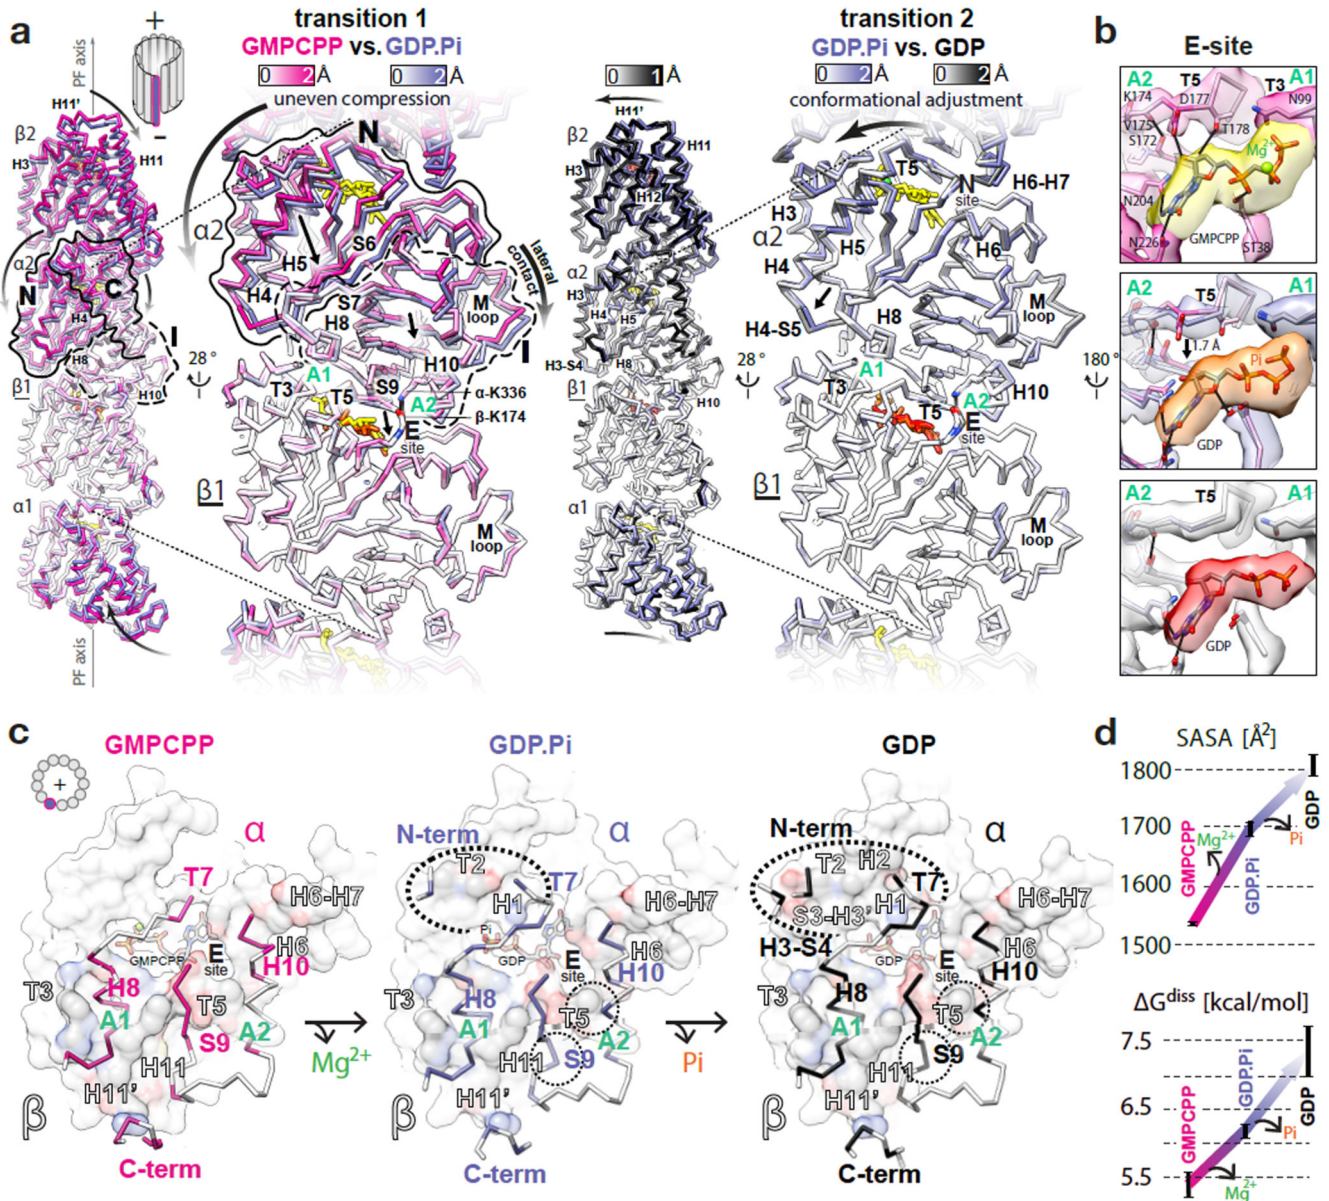 a
transition 1
GMPCPP vs. GDP.Pi
0 2 Å 0 2 Å
uneven compression
transition 2
GDP.Pi vs. GDP
0 1 Å
0 2 Å 0 2 Å
conformational adjustment
+
–
PF axis
H11'
β2
H3
H11
α2
N
C
H4
I
H8
β1
H10
α1
PF axis
28°
N
α2
S6
H5
H4
S7
H8
M
loop
lateral
contact
I
A1
H10
T3
T5
S9
A2
α-K336
β-K174
E
site
β1
M
loop
H11'
β2
H11
H3
H12
α2
H3
H4
H5
H3-S4
H8
β1
H10
α1
28°
T5
N
site
H6-H7
H3
α2
H5
H6
H4
M
loop
H4-S5
H8
A1
T3
T5
A2
H10
E
site
β1
M
loop
180°
b
E-site
A2 T5 A1
K174 D177 T3
N99
V175 T178
S172
Mg2+
N204
GMPCPP
N226
S138
A2 A1
T5
1.7 Å
Pi
GDP
A2 T5 A1
GDP
c
GMPCPP
+
α
T7
H6-H7
GMPCPP
E
site
H6
H10
T3
H8
T5
A1
A2
S9
H11
H11'
β
C-term
Mg2+
GDP.Pi
N-term
α
T2
T7
H1
H6-H7
Pi
GDP
E
site
H6
H10
T3
H8
T5
A1
A2
H11
S9
H11'
β
C-term
Pi
GDP
N-term
α
T2
H2
T7
S3-H3'
H1
H6-H7
H3-S4
GDP
E
site
H6
H10
T3
H8
T5
A1
A2
H11
S9
H11'
β
C-term
d
SASA [Å2]
1800
1700
1600
1500
GMPCPP
Mg2+
GDP.Pi
Pi
GDP
ΔGdiss [kcal/mol]
7.5
6.5
5.5
GMPCPP
Mg2+
GDP.Pi
Pi
GDP